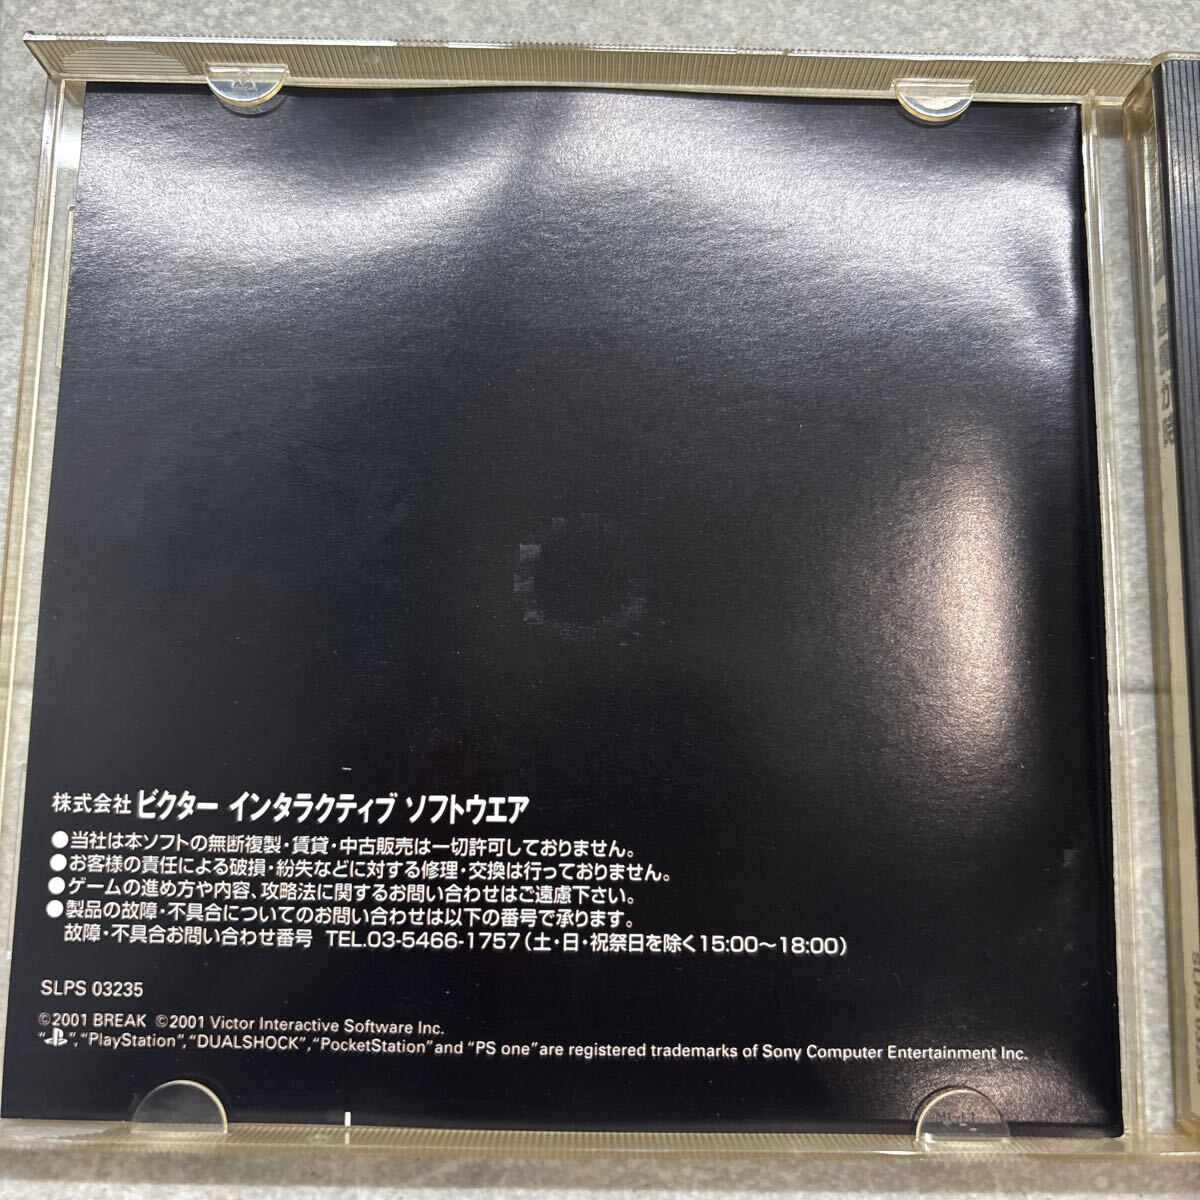 株式会社 ビクター インタラクティブ ソフトウエア
●当社は本ソフトの無断複製・賃貸・中古販売は一切許可しておりません。
●お客様の責任による破損・紛失などに対する修理・交換は行っておりません。
●ゲームの進め方や内容、攻略法に関するお問い合わせはご遠慮下さい。
●製品の故障・不具合についてのお問い合わせは以下の番号で承ります。
故障・不具合お問い合わせ番号 TEL.03-5466-1757(土・日・祝祭日を除く15:00〜18:00)
SLPS 03235
©2001 BREAK ©2001 Victor Interactive Software Inc.
“ ”, “PlayStation”, “DUALSHOCK”, “PocketStation” and “PS one” are registered trademarks of Sony Computer Entertainment Inc.